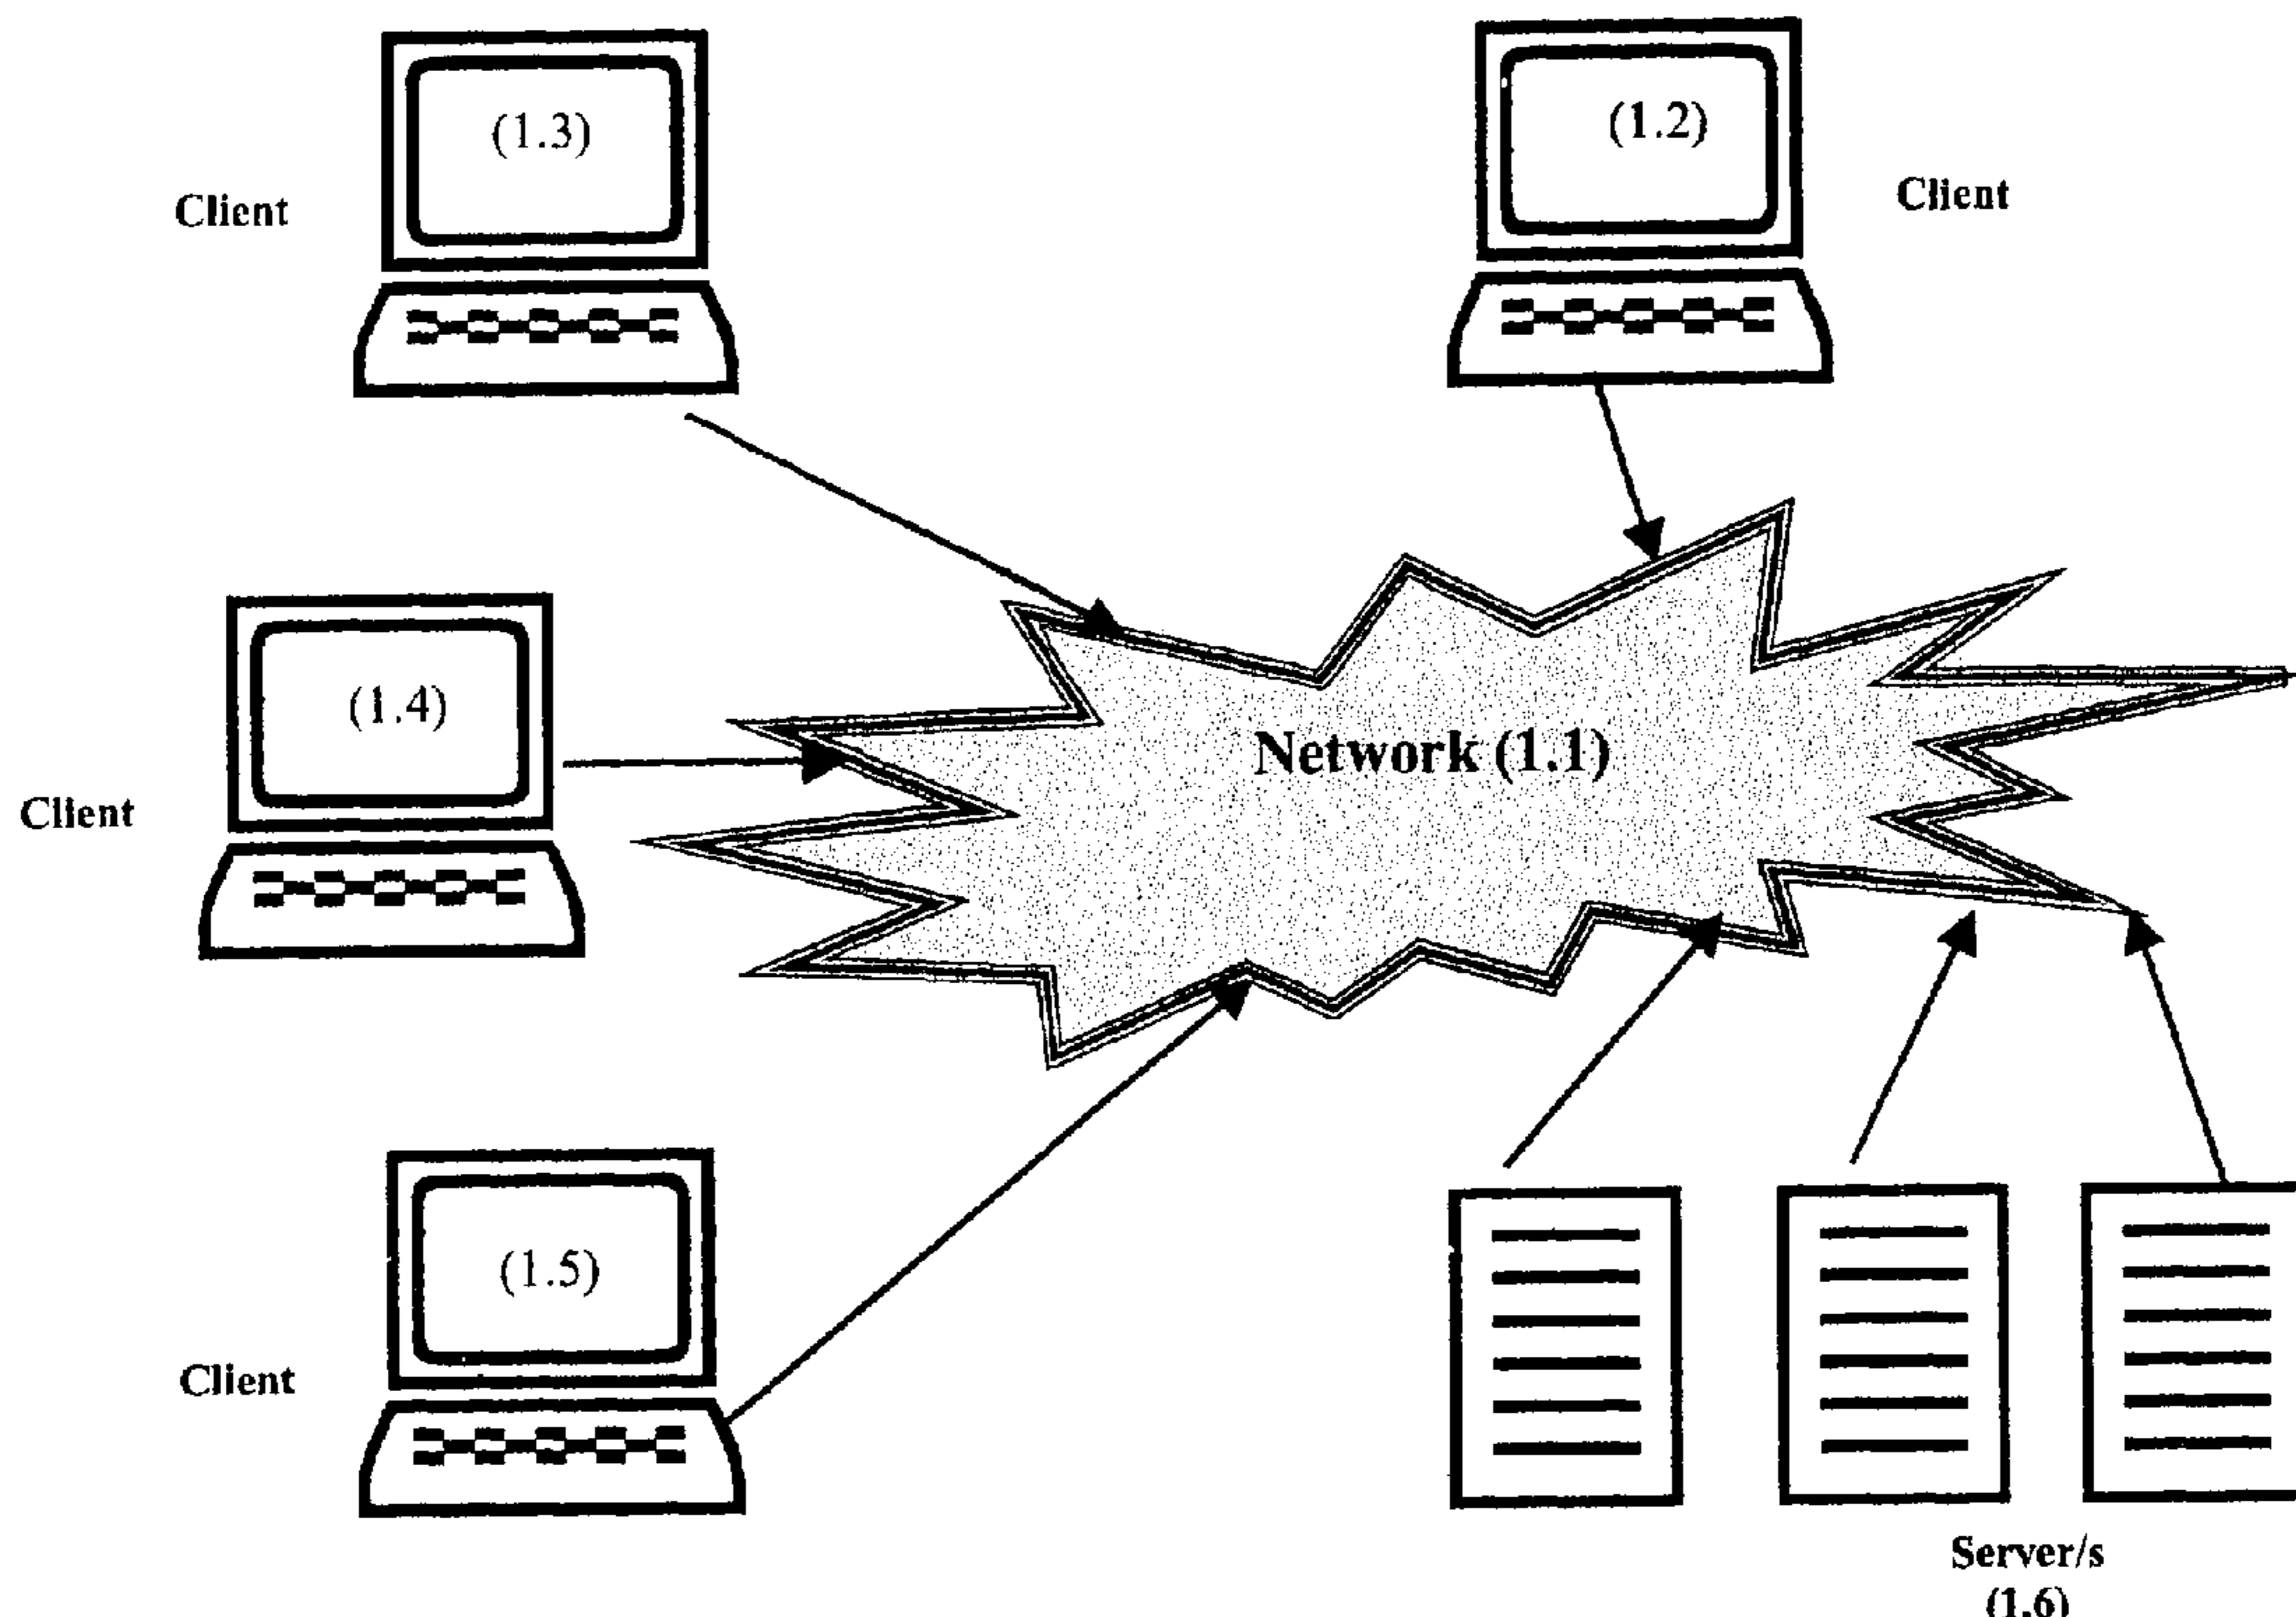 (1.3)
(1.2)
Client
Client
(1.4)
Network (1.1)
Client
(1.5)
Client
Server/s
(1.6)